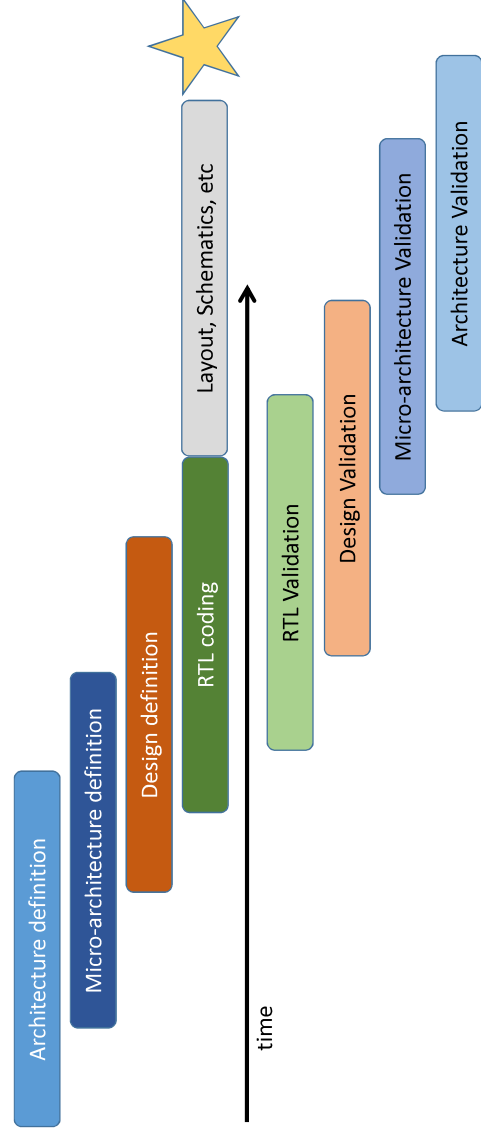 Architecture definition
Micro-architecture definition
Design definition
RTL coding
Layout, Schematics, etc
time
RTL Validation
Design Validation
Micro-architecture Validation
Architecture Validation